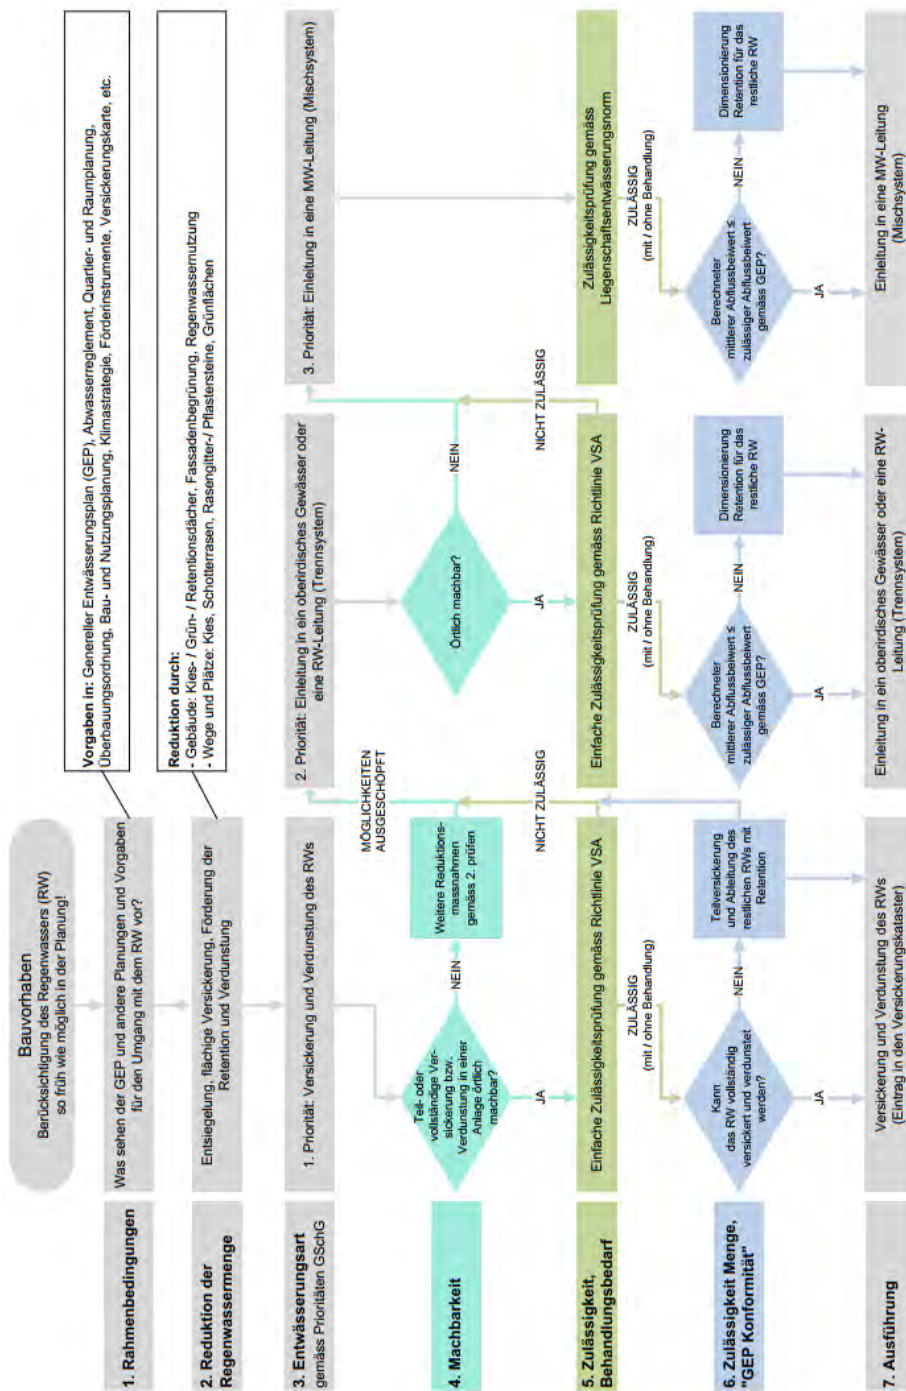 Bauvorhaben
Berücksichtigung des Regenwassers (RW)
so früh wie möglich in der Planung!
Vorgaben in: Genereller Entwässerungsplan (GEP), Abwasserreglement, Quartier- und Raumplanung,
Überbauungsordnung, Bau- und Nutzungsplanung, Klimastrategie, Förderinstrumente, Versickerungskarte, etc.
1. Rahmenbedingungen
Was sehen der GEP und andere Planungen und Vorgaben
für den Umgang mit dem RW vor?
Reduktion durch:
- Gebäude: Kies- / Grün- / Retentionsdächer, Fassadenbegrünung, Regenwassernutzung
- Wege und Plätze: Kies, Schotterrasen, Rasengitter-/ Pflastersteine, Grünflächen
2. Reduktion der
Regenwassermenge
Entsiegelung, flächige Versickerung, Förderung der
Retention und Verdunstung
3. Entwässerungsart
gemäss Prioritäten GSchG
1. Priorität: Versickerung und Verdunstung des RWs
2. Priorität: Einleitung in ein oberirdisches Gewässer oder
eine RW-Leitung (Trennsystem)
3. Priorität: Einleitung in eine MW-Leitung (Mischsystem)
MÖGLICHKEITEN
AUSGESCHÖPFT
4. Machbarkeit
Teil- oder
vollständige Ver-
sickerung bzw.
Verdunstung in einer
Anlage örtlich
machbar?
NEIN
Weitere Reduktions-
massnahmen
gemäss 2. prüfen
Örtlich machbar?
NEIN
JA
NICHT ZULÄSSIG
JA
NICHT ZULÄSSIG
5. Zulässigkeit,
Behandlungsbedarf
Einfache Zulässigkeitsprüfung gemäss Richtlinie VSA
Einfache Zulässigkeitsprüfung gemäss Richtlinie VSA
Zulässigkeitsprüfung gemäss
Liegenschaftsentwässerungsnorm
ZULÄSSIG
(mit / ohne Behandlung)
ZULÄSSIG
(mit / ohne Behandlung)
ZULÄSSIG
(mit / ohne Behandlung)
6. Zulässigkeit Menge,
"GEP Konformität"
Kann
das RW vollständig
versickert und verdunstet
werden?
NEIN
Teilversickerung
und Ableitung des
restlichen RWs mit
Retention
Berechneter
mittlerer Abflussbeiwert ≤
zulässiger Abflussbeiwert
gemäss GEP?
NEIN
Dimensionierung
Retention für das
restliche RW
Berechneter
mittlerer Abflussbeiwert ≤
zulässiger Abflussbeiwert
gemäss GEP?
NEIN
Dimensionierung
Retention für das
restliche RW
JA
JA
JA
7. Ausführung
Versickerung und Verdunstung des RWs
(Eintrag in den Versickerungskataster)
Einleitung in ein oberirdisches Gewässer oder eine RW-
Leitung (Trennsystem)
Einleitung in eine MW-Leitung
(Mischsystem)